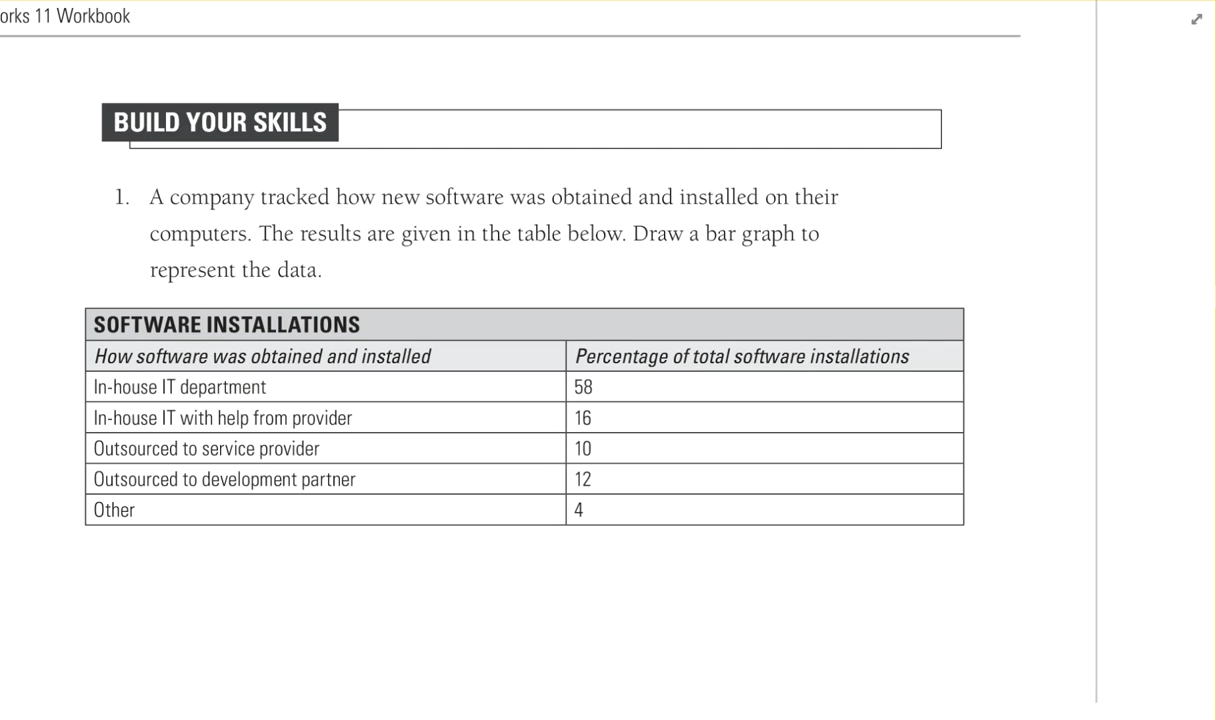 orks 11 Workbook
BUILD YOUR SKILLS
1. A company tracked how new software was obtained and installed on their
computers. The results are given in the table below. Draw a bar graph to
represent the data.
SOFTWARE INSTALLATIONS
How software was obtained and installed Percentage of total software installations
In-house IT department 58
In-house IT with help from provider 16
Outsourced to service provider 10
Outsourced to development partner 12
Other 4